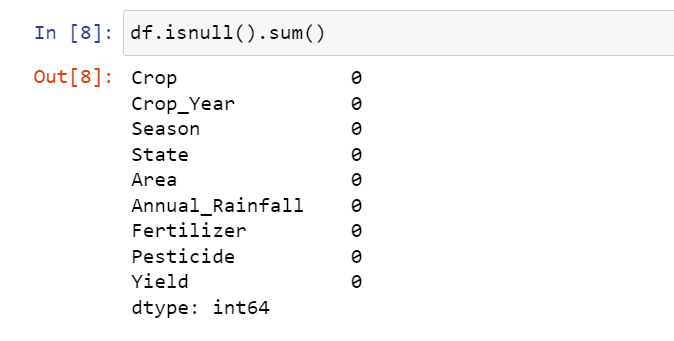 In [8]: df.isnull().sum()
Out[8]: Crop 0
Crop_Year 0
Season 0
State 0
Area 0
Annual_Rainfall 0
Fertilizer 0
Pesticide 0
Yield 0
dtype: int64